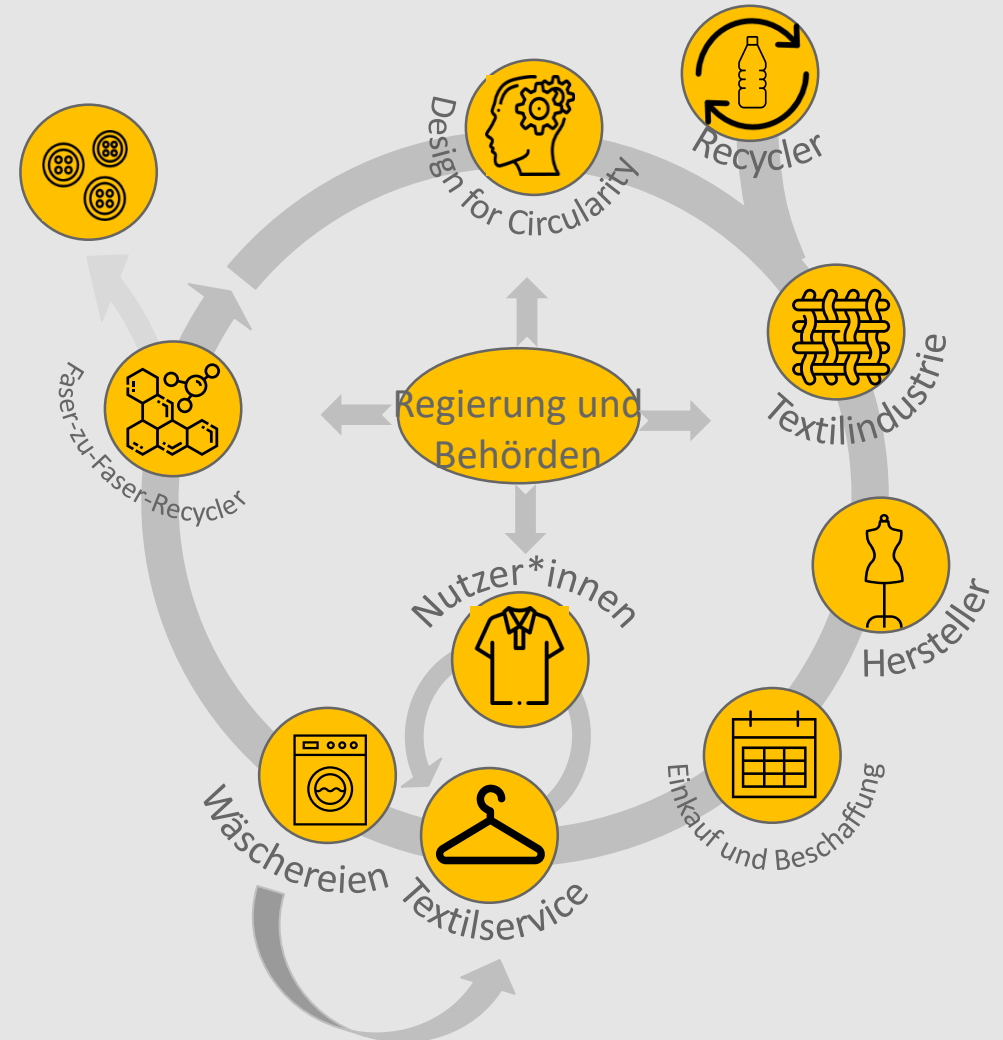 Design for Circularity
Recycler
Textilindustrie
Hersteller
Einkauf und Beschaffung
Textilservice
Wäschereien
Faser-zu-Faser-Recycler
Regierung und
Behörden
Nutzer*innen